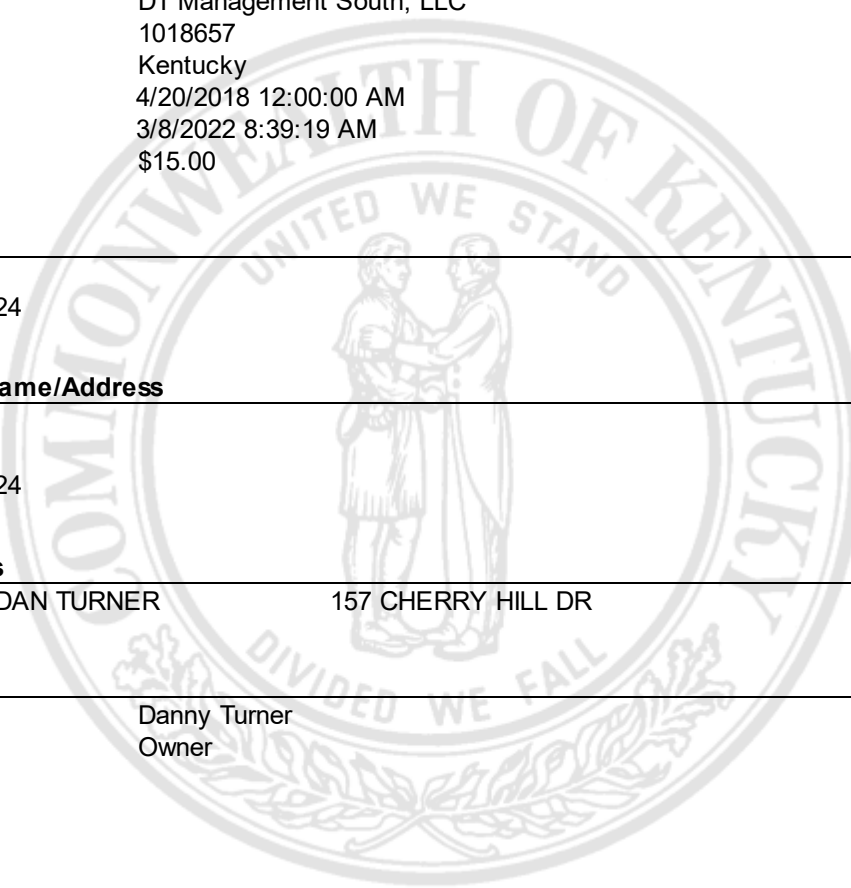 DT Management South, LLC
1018657
Kentucky
4/20/2018 12:00:00 AM
3/8/2022 8:39:19 AM
$15.00
24
ame/Address
24
s
DAN TURNER 157 CHERRY HILL DR
Danny Turner
Owner
COMMONWEALTH OF KENTUCKY
UNITED WE STAND
DIVIDED WE FALL